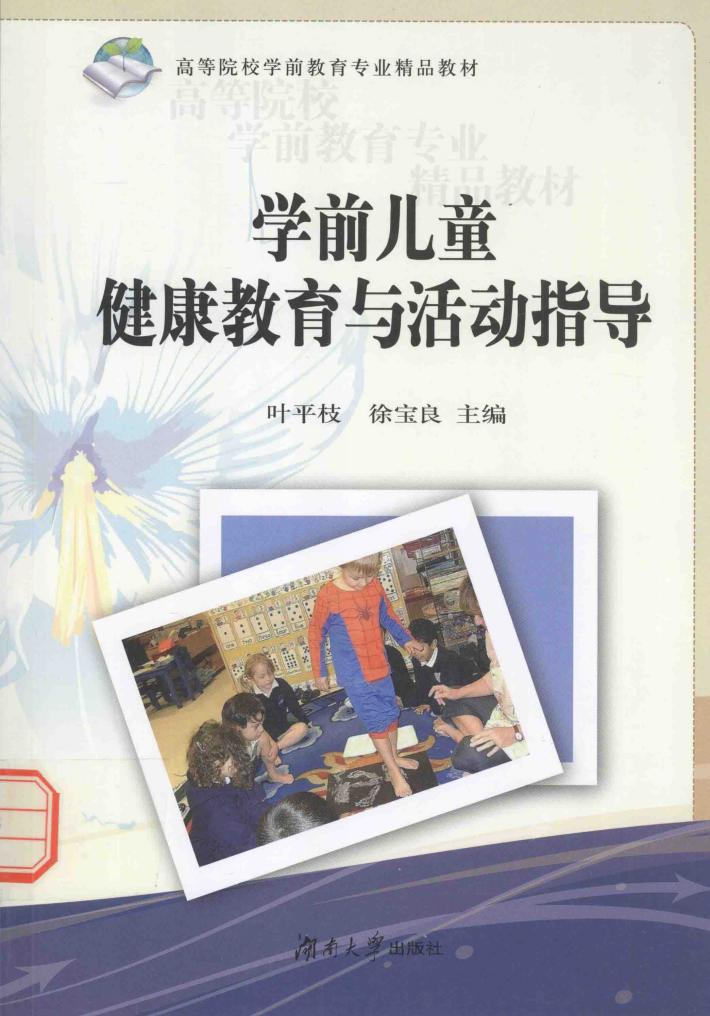 高等院校学前教育专业精品教材
高等院校
学前教育专业
精品教材
学前儿童
健康教育与活动指导
叶平枝 徐宝良 主编
湖南大学出版社